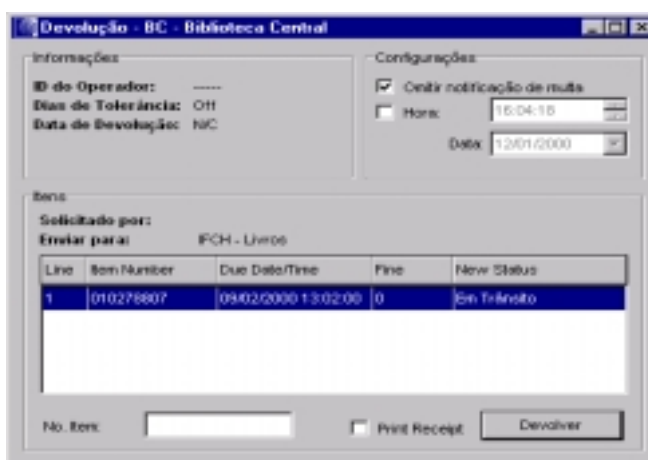 Devolução - BC - Biblioteca Central
Informações
ID do Operador: -----
Dias de Tolerância: Off
Data de Devolução: N/C
Configurações
Omitir notificação de multa
Hora: 16:04:18
Data: 12/01/2000
Itens
Solicitado por:
Enviar para: IFCH - Livros
Line Item Number Due Date/Time Fine New Status
1 010278807 09/02/2000 13:02:00 0 Em Trânsito
No. Item: Print Receipt Devolver